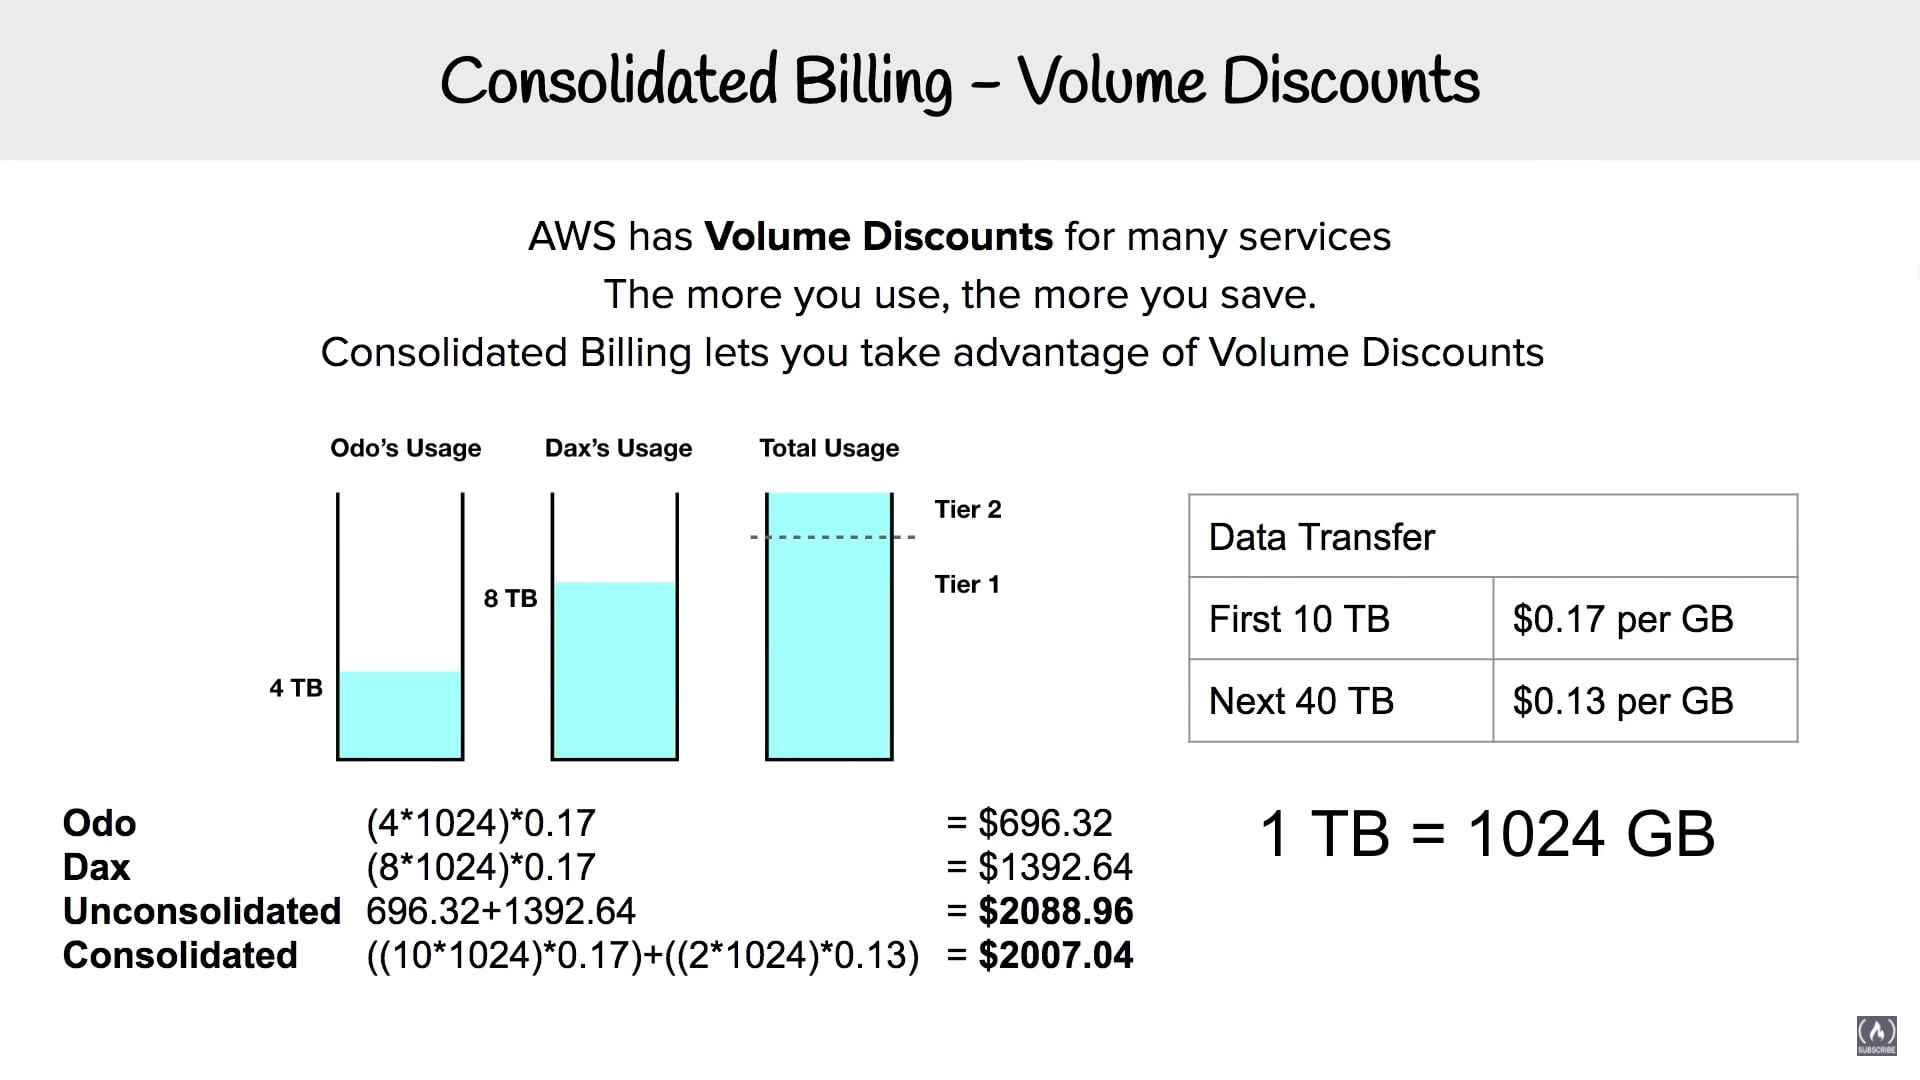 Consolidated Billing – Volume Discounts
AWS has Volume Discounts for many services
The more you use, the more you save.
Consolidated Billing lets you take advantage of Volume Discounts
Odo’s Usage
Dax’s Usage
Total Usage
4 TB
8 TB
Tier 2
Tier 1
Data Transfer
First 10 TB $0.17 per GB
Next 40 TB $0.13 per GB
Odo (4*1024)*0.17 = $696.32
Dax (8*1024)*0.17 = $1392.64
Unconsolidated 696.32+1392.64 = $2088.96
Consolidated ((10*1024)*0.17)+((2*1024)*0.13) = $2007.04
1 TB = 1024 GB
SUBSCRIBE